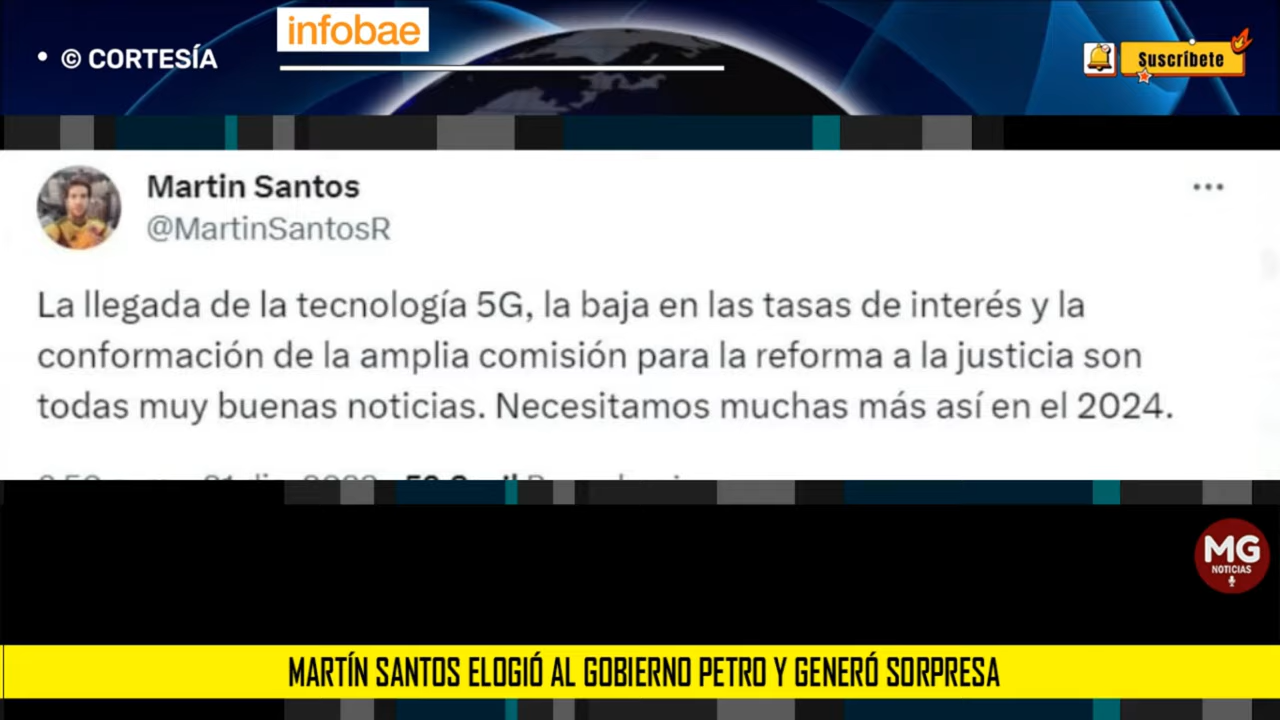 infobae
• © CORTESÍA
Suscríbete
Martin Santos
@MartinSantosR
La llegada de la tecnología 5G, la baja en las tasas de interés y la
conformación de la amplia comisión para la reforma a la justicia son
todas muy buenas noticias. Necesitamos muchas más así en el 2024.
MG
NOTICIAS
MARTÍN SANTOS ELOGIÓ AL GOBIERNO PETRO Y GENERÓ SORPRESA